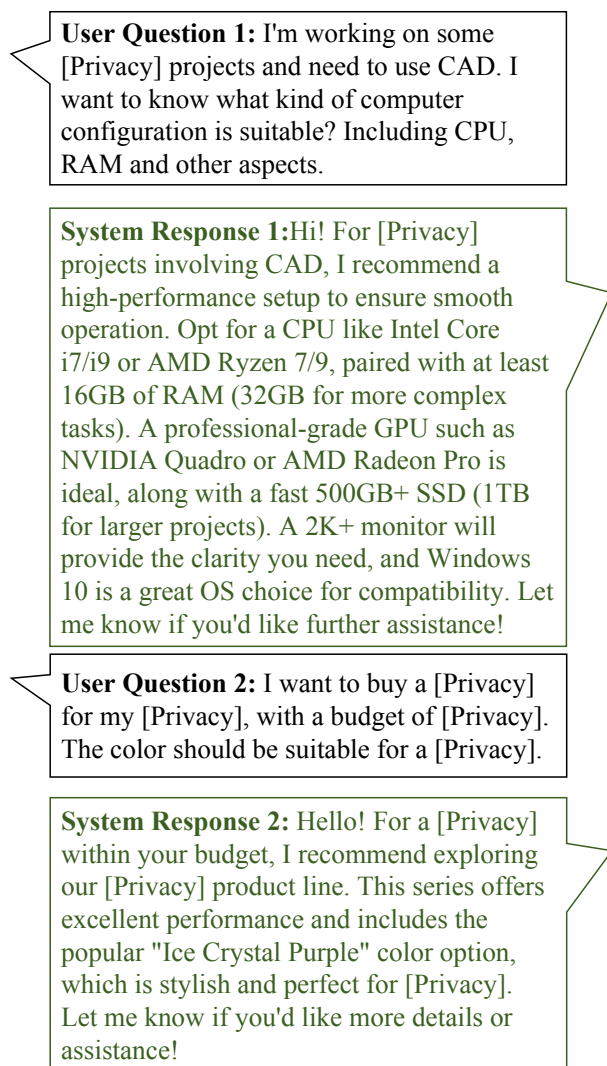 User Question 1: I'm working on some
[Privacy] projects and need to use CAD. I
want to know what kind of computer
configuration is suitable? Including CPU,
RAM and other aspects.
System Response 1:Hi! For [Privacy]
projects involving CAD, I recommend a
high-performance setup to ensure smooth
operation. Opt for a CPU like Intel Core
i7/i9 or AMD Ryzen 7/9, paired with at least
16GB of RAM (32GB for more complex
tasks). A professional-grade GPU such as
NVIDIA Quadro or AMD Radeon Pro is
ideal, along with a fast 500GB+ SSD (1TB
for larger projects). A 2K+ monitor will
provide the clarity you need, and Windows
10 is a great OS choice for compatibility. Let
me know if you'd like further assistance!
User Question 2: I want to buy a [Privacy]
for my [Privacy], with a budget of [Privacy].
The color should be suitable for a [Privacy].
System Response 2: Hello! For a [Privacy]
within your budget, I recommend exploring
our [Privacy] product line. This series offers
excellent performance and includes the
popular "Ice Crystal Purple" color option,
which is stylish and perfect for [Privacy].
Let me know if you'd like more details or
assistance!